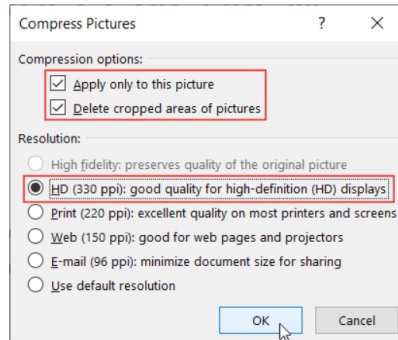 Compress Pictures
Compression options:
Apply only to this picture
Delete cropped areas of pictures
Resolution:
High fidelity: preserves quality of the original picture
HD (330 ppi): good quality for high-definition (HD) displays
Print (220 ppi): excellent quality on most printers and screens
Web (150 ppi): good for web pages and projectors
E-mail (96 ppi): minimize document size for sharing
Use default resolution
OK Cancel